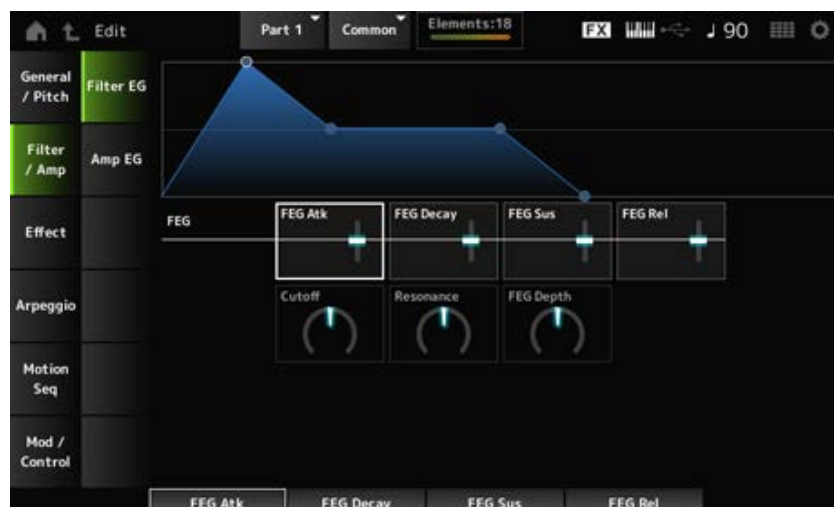 Edit
Part 1
Common
Elements:18
FX
90
General
/ Pitch
Filter EG
Filter
/ Amp
Amp EG
Effect
FEG
FEG Atk
FEG Decay
FEG Sus
FEG Rel
Arpeggio
Cutoff
Resonance
FEG Depth
Motion
Seq
Mod /
Control
FEG Atk
FEG Decay
FEG Sus
FEG Rel